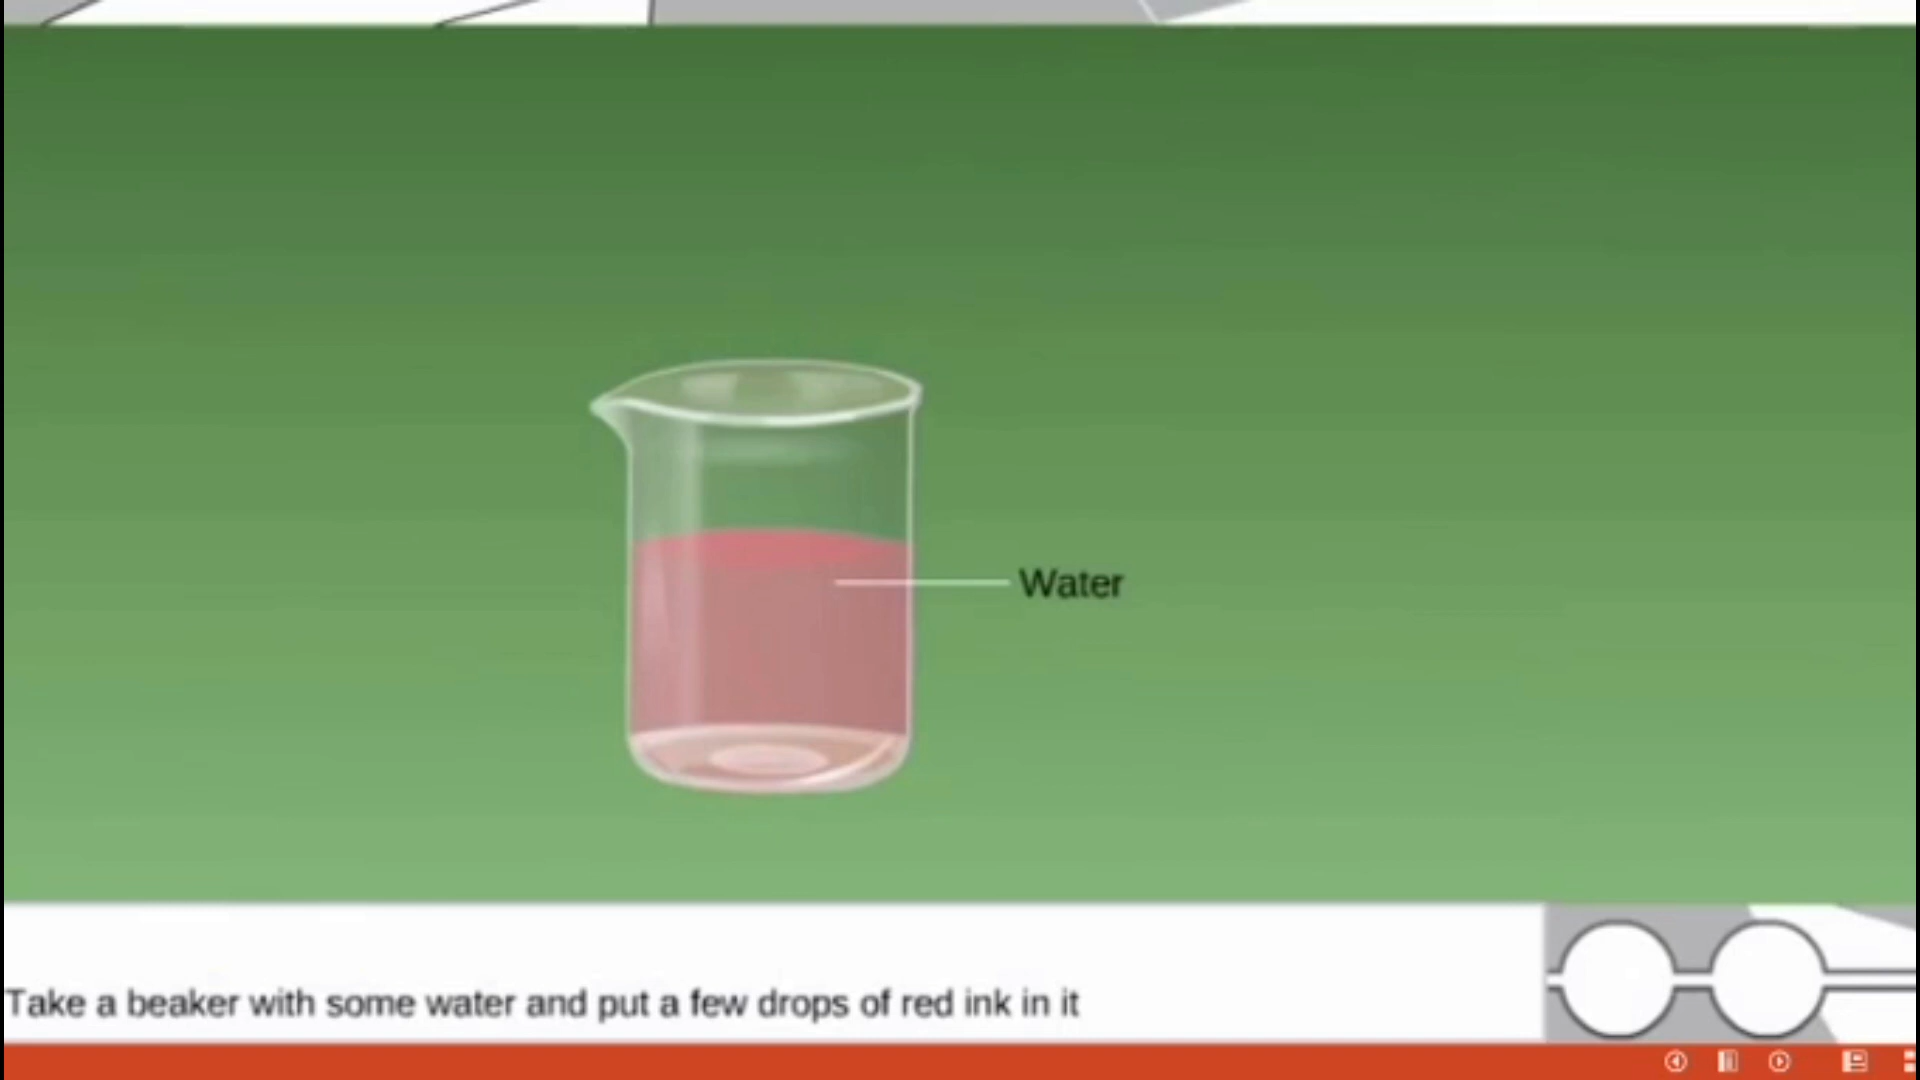 Water
Take a beaker with some water and put a few drops of red ink in it